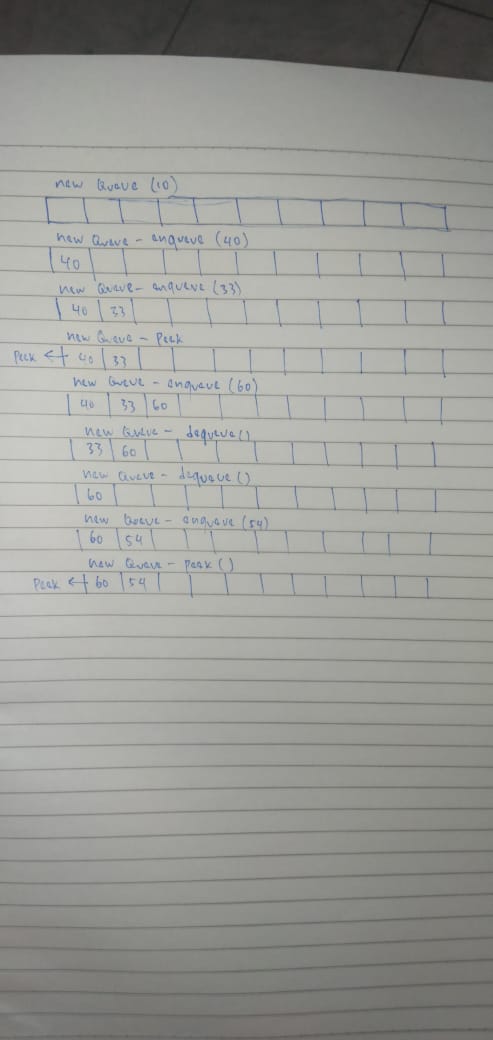 new Queue (10)
new Queue - enqueue (40)
40
new Queue - enqueue (33)
40 33
new Queue - Peek
Peek ← 40 33
new Queue - enqueue (60)
40 33 60
new Queue - dequeue ()
33 60
new Queue - dequeue ()
60
new Queue - enqueue (54)
60 54
new Queue - peek ()
Peek ← 60 54